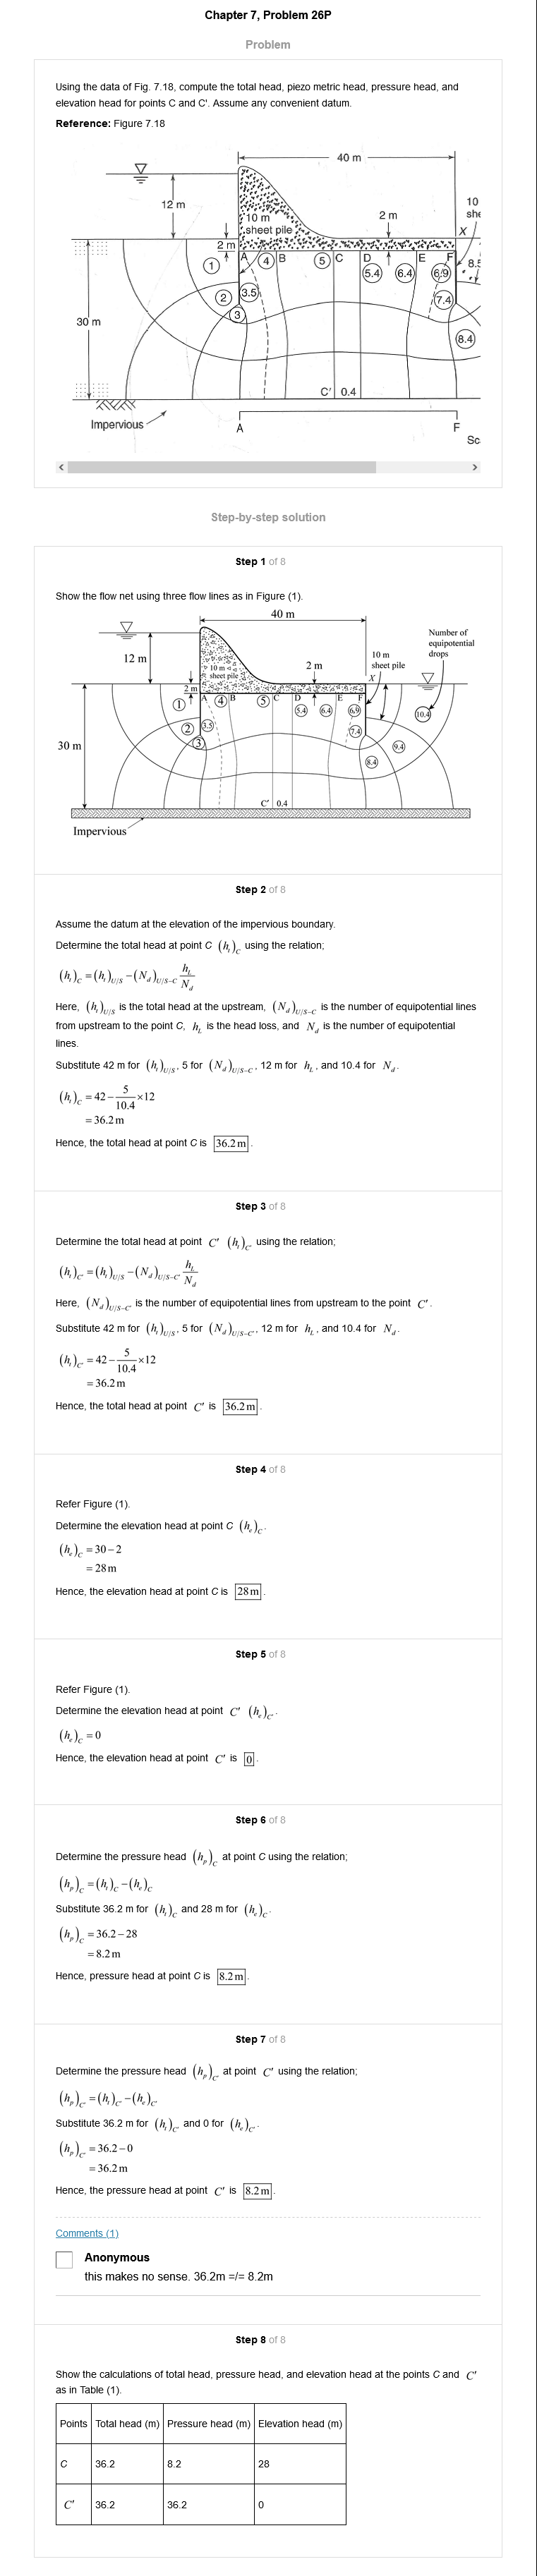 Chapter 7, Problem 26P
Problem
Using the data of Fig. 7.18, compute the total head, piezo metric head, pressure head, and
elevation head for points C and C'. Assume any convenient datum.
Reference: Figure 7.18
40 m
12 m
10 m
sheet pile
2 m
10
she
X
2 m
A
B
C
D
E
F
1
4
5
5.4
6.4
6.9
8.5
2
3.5
7.4
3
30 m
8.4
C' 0.4
Impervious
A
F
Sc
Step-by-step solution
Step 1 of 8
Show the flow net using three flow lines as in Figure (1).
40 m
Number of
equipotential
drops
12 m
10 m
sheet pile
2 m
10 m
sheet pile
X
2 m
A
B
C
D
E
F
1
4
5
5.4
6.4
6.9
10.4
2
3.5
7.4
3
9.4
30 m
8.4
C' 0.4
Impervious
Step 2 of 8
Assume the datum at the elevation of the impervious boundary.
Determine the total head at point C (h_t)_C using the relation;
(h_t)_C = (h_t)_U/S − (N_d)_U/S−C h_L/N_d
Here, (h_t)_U/S is the total head at the upstream, (N_d)_U/S−C is the number of equipotential lines
from upstream to the point C, h_L is the head loss, and N_d is the number of equipotential
lines.
Substitute 42 m for (h_t)_U/S, 5 for (N_d)_U/S−C, 12 m for h_L, and 10.4 for N_d.
(h_t)_C = 42 − 5/10.4 × 12
= 36.2 m
Hence, the total head at point C is 36.2 m.
Step 3 of 8
Determine the total head at point C′ (h_t)_C′ using the relation;
(h_t)_C′ = (h_t)_U/S − (N_d)_U/S−C′ h_L/N_d
Here, (N_d)_U/S−C′ is the number of equipotential lines from upstream to the point C′.
Substitute 42 m for (h_t)_U/S, 5 for (N_d)_U/S−C′, 12 m for h_L, and 10.4 for N_d.
(h_t)_C′ = 42 − 5/10.4 × 12
= 36.2 m
Hence, the total head at point C′ is 36.2 m.
Step 4 of 8
Refer Figure (1).
Determine the elevation head at point C (h_e)_C.
(h_e)_C = 30 − 2
= 28 m
Hence, the elevation head at point C is 28 m.
Step 5 of 8
Refer Figure (1).
Determine the elevation head at point C′ (h_e)_C′.
(h_e)_C′ = 0
Hence, the elevation head at point C′ is 0.
Step 6 of 8
Determine the pressure head (h_p)_C at point C using the relation;
(h_p)_C = (h_t)_C − (h_e)_C
Substitute 36.2 m for (h_t)_C and 28 m for (h_e)_C.
(h_p)_C = 36.2 − 28
= 8.2 m
Hence, pressure head at point C is 8.2 m.
Step 7 of 8
Determine the pressure head (h_p)_C′ at point C′ using the relation;
(h_p)_C′ = (h_t)_C′ − (h_e)_C′
Substitute 36.2 m for (h_t)_C′ and 0 for (h_e)_C′.
(h_p)_C′ = 36.2 − 0
= 36.2 m
Hence, the pressure head at point C′ is 8.2 m.
Comments (1)
Anonymous
this makes no sense. 36.2m =/= 8.2m
Step 8 of 8
Show the calculations of total head, pressure head, and elevation head at the points C and C′
as in Table (1).
Points Total head (m) Pressure head (m) Elevation head (m)
C 36.2 8.2 28
C′ 36.2 36.2 0